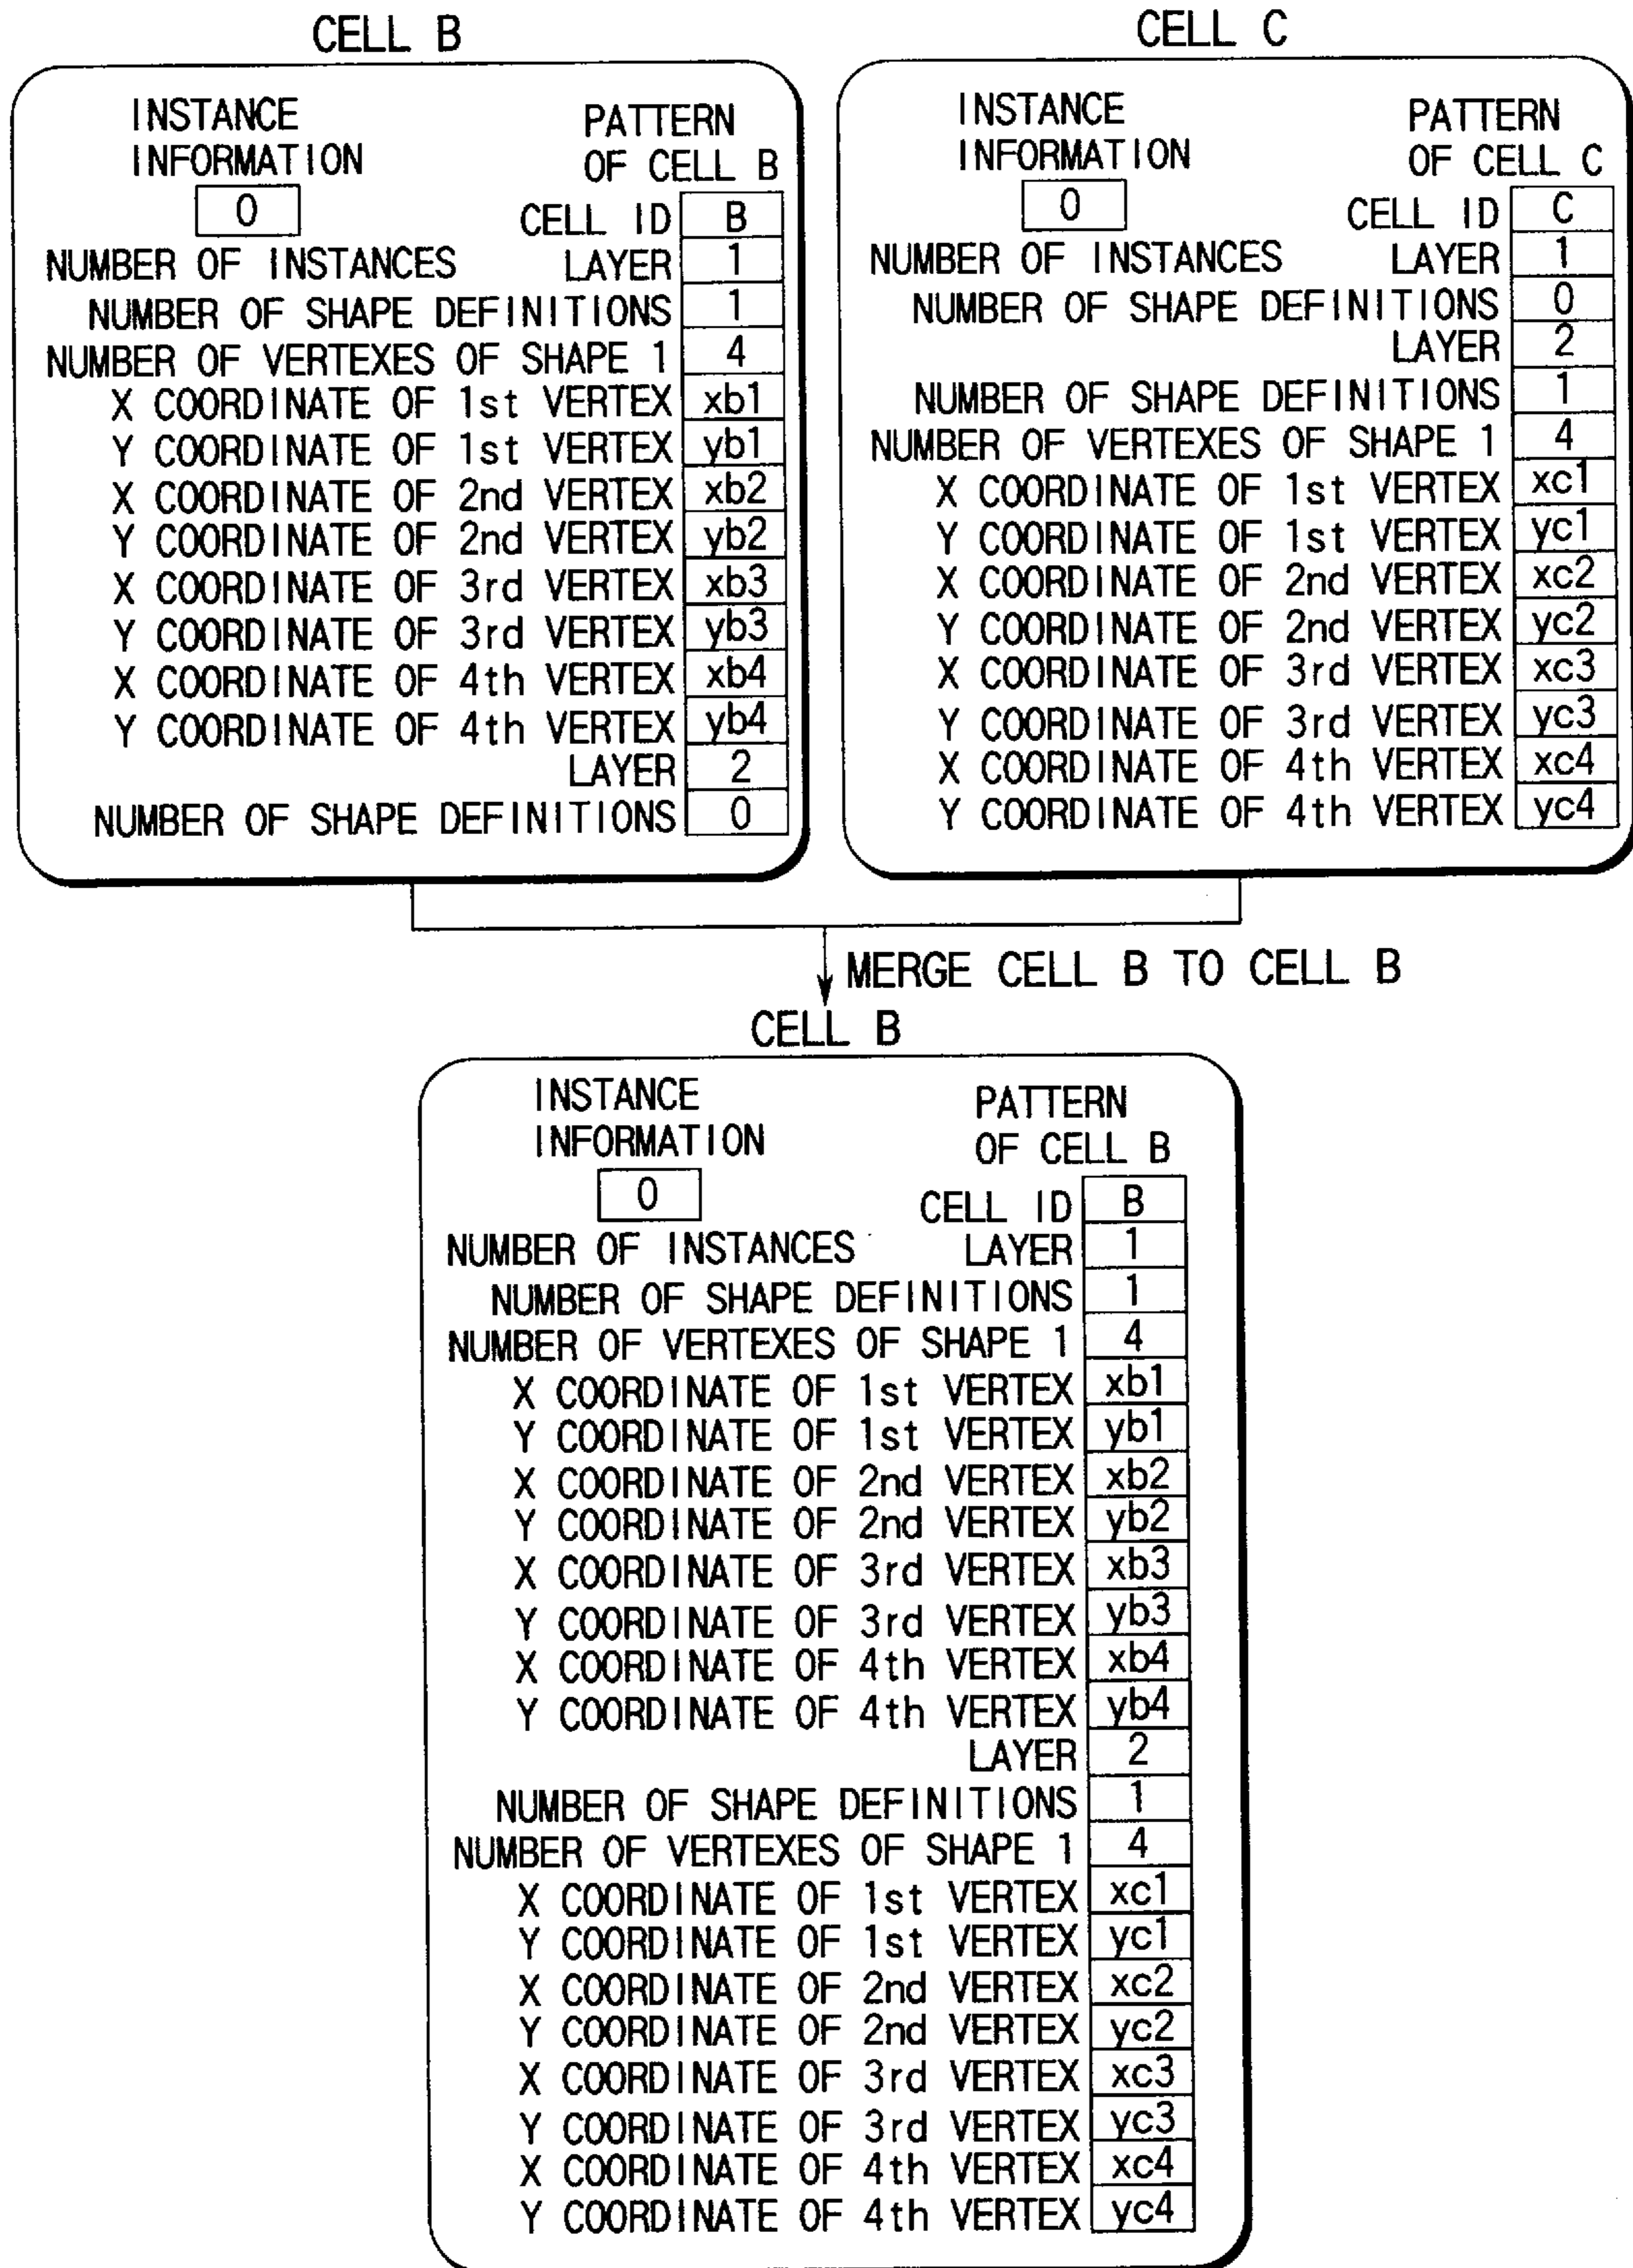 CELL B
INSTANCE
INFORMATION
PATTERN
OF CELL B
0
CELL ID B
NUMBER OF INSTANCES
LAYER 1
NUMBER OF SHAPE DEFINITIONS 1
NUMBER OF VERTEXES OF SHAPE 1 4
X COORDINATE OF 1st VERTEX xb1
Y COORDINATE OF 1st VERTEX yb1
X COORDINATE OF 2nd VERTEX xb2
Y COORDINATE OF 2nd VERTEX yb2
X COORDINATE OF 3rd VERTEX xb3
Y COORDINATE OF 3rd VERTEX yb3
X COORDINATE OF 4th VERTEX xb4
Y COORDINATE OF 4th VERTEX yb4
LAYER 2
NUMBER OF SHAPE DEFINITIONS 0
CELL C
INSTANCE
INFORMATION
PATTERN
OF CELL C
0
CELL ID C
NUMBER OF INSTANCES
LAYER 1
NUMBER OF SHAPE DEFINITIONS 0
LAYER 2
NUMBER OF SHAPE DEFINITIONS 1
NUMBER OF VERTEXES OF SHAPE 1 4
X COORDINATE OF 1st VERTEX xc1
Y COORDINATE OF 1st VERTEX yc1
X COORDINATE OF 2nd VERTEX xc2
Y COORDINATE OF 2nd VERTEX yc2
X COORDINATE OF 3rd VERTEX xc3
Y COORDINATE OF 3rd VERTEX yc3
X COORDINATE OF 4th VERTEX xc4
Y COORDINATE OF 4th VERTEX yc4
MERGE CELL B TO CELL B
CELL B
INSTANCE
INFORMATION
PATTERN
OF CELL B
0
CELL ID B
NUMBER OF INSTANCES
LAYER 1
NUMBER OF SHAPE DEFINITIONS 1
NUMBER OF VERTEXES OF SHAPE 1 4
X COORDINATE OF 1st VERTEX xb1
Y COORDINATE OF 1st VERTEX yb1
X COORDINATE OF 2nd VERTEX xb2
Y COORDINATE OF 2nd VERTEX yb2
X COORDINATE OF 3rd VERTEX xb3
Y COORDINATE OF 3rd VERTEX yb3
X COORDINATE OF 4th VERTEX xb4
Y COORDINATE OF 4th VERTEX yb4
LAYER 2
NUMBER OF SHAPE DEFINITIONS 1
NUMBER OF VERTEXES OF SHAPE 1 4
X COORDINATE OF 1st VERTEX xc1
Y COORDINATE OF 1st VERTEX yc1
X COORDINATE OF 2nd VERTEX xc2
Y COORDINATE OF 2nd VERTEX yc2
X COORDINATE OF 3rd VERTEX xc3
Y COORDINATE OF 3rd VERTEX yc3
X COORDINATE OF 4th VERTEX xc4
Y COORDINATE OF 4th VERTEX yc4